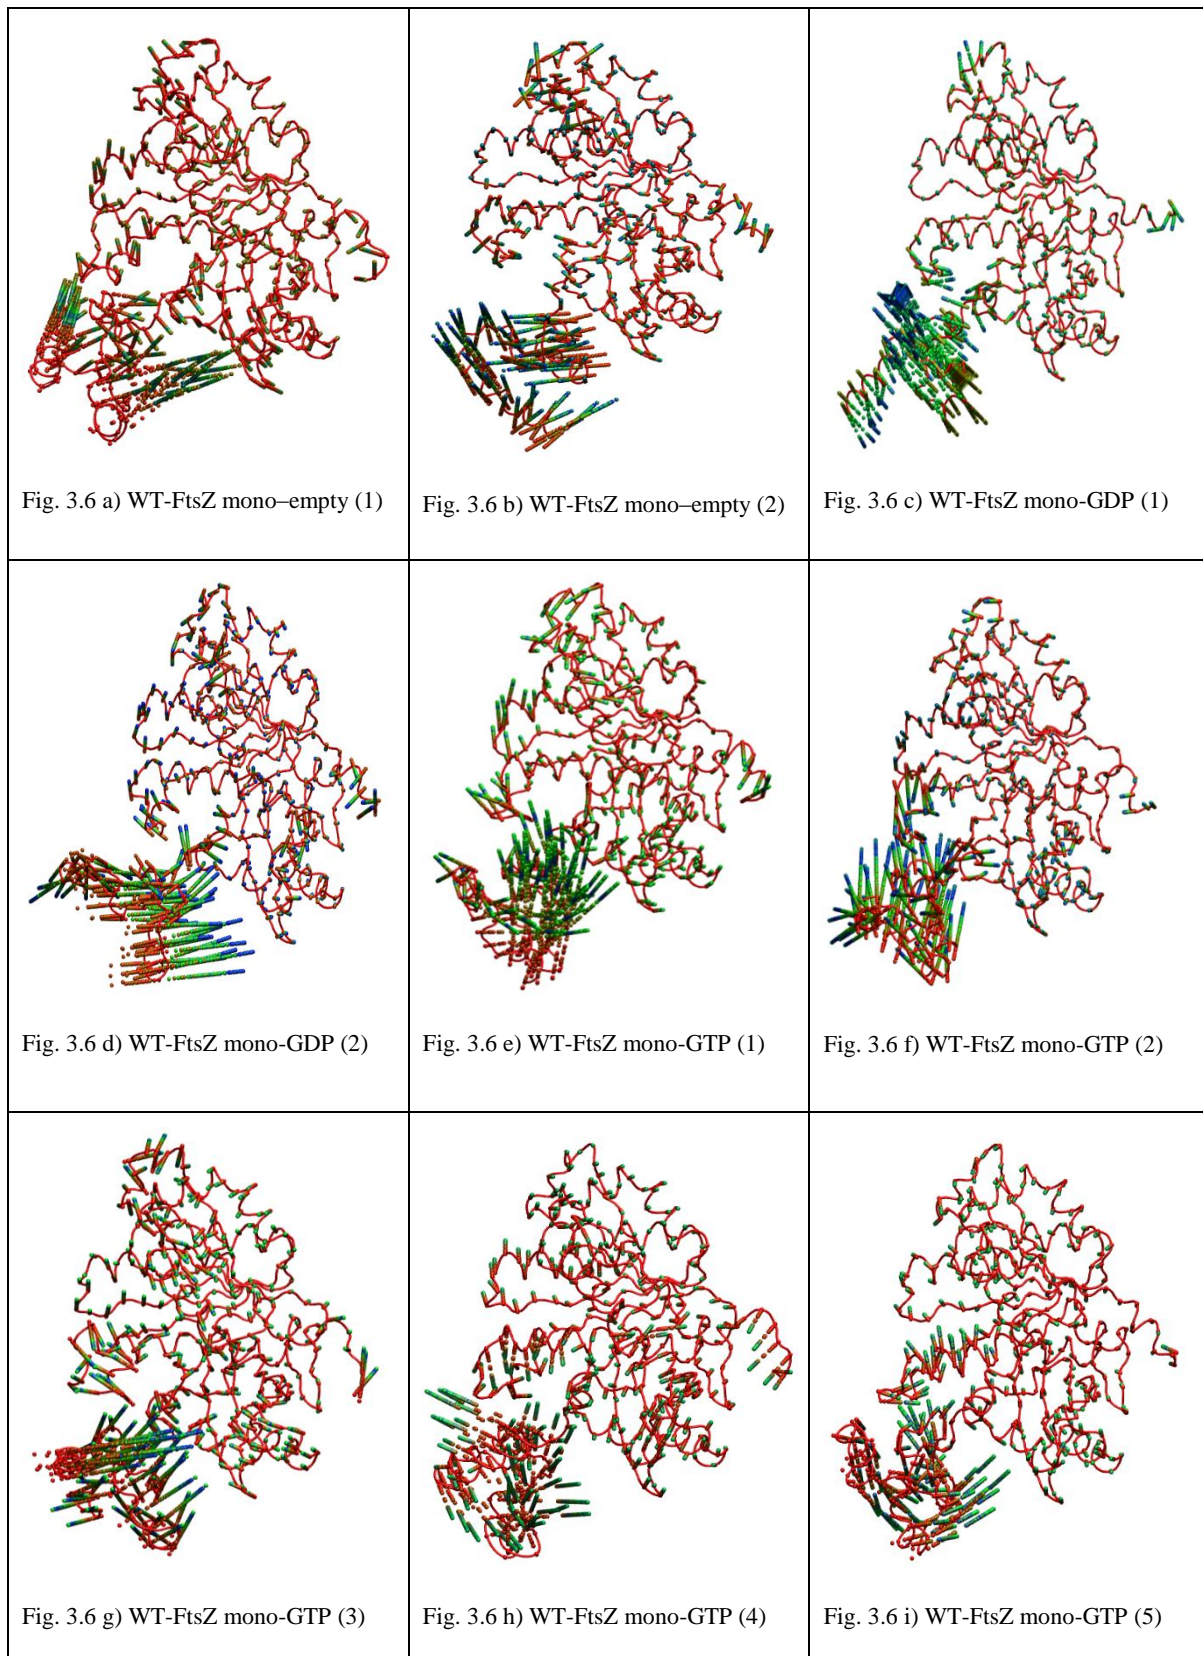 Fig. 3.6 a) WT-FtsZ mono–empty (1)
Fig. 3.6 b) WT-FtsZ mono–empty (2)
Fig. 3.6 c) WT-FtsZ mono-GDP (1)
Fig. 3.6 d) WT-FtsZ mono-GDP (2)
Fig. 3.6 e) WT-FtsZ mono-GTP (1)
Fig. 3.6 f) WT-FtsZ mono-GTP (2)
Fig. 3.6 g) WT-FtsZ mono-GTP (3)
Fig. 3.6 h) WT-FtsZ mono-GTP (4)
Fig. 3.6 i) WT-FtsZ mono-GTP (5)